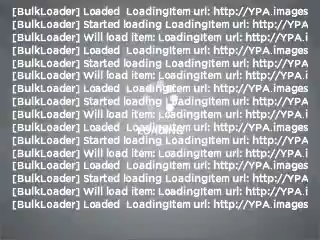 [BulkLoader] Loaded  LoadingItem url: http://YPA.images
[BulkLoader] Started loading LoadingItem url: http://YPA
[BulkLoader] Will load item: LoadingItem url: http://YPA.i
[BulkLoader] Loaded  LoadingItem url: http://YPA.images
[BulkLoader] Started loading LoadingItem url: http://YPA
[BulkLoader] Will load item: LoadingItem url: http://YPA.i
[BulkLoader] Loaded  LoadingItem url: http://YPA.images
[BulkLoader] Started loading LoadingItem url: http://YPA
[BulkLoader] Will load item: LoadingItem url: http://YPA.i
[BulkLoader] Loaded  LoadingItem url: http://YPA.images
[BulkLoader] Started loading LoadingItem url: http://YPA
[BulkLoader] Will load item: LoadingItem url: http://YPA.i
[BulkLoader] Loaded  LoadingItem url: http://YPA.images
[BulkLoader] Started loading LoadingItem url: http://YPA
[BulkLoader] Will load item: LoadingItem url: http://YPA.i
[BulkLoader] Loaded  LoadingItem url: http://YPA.images